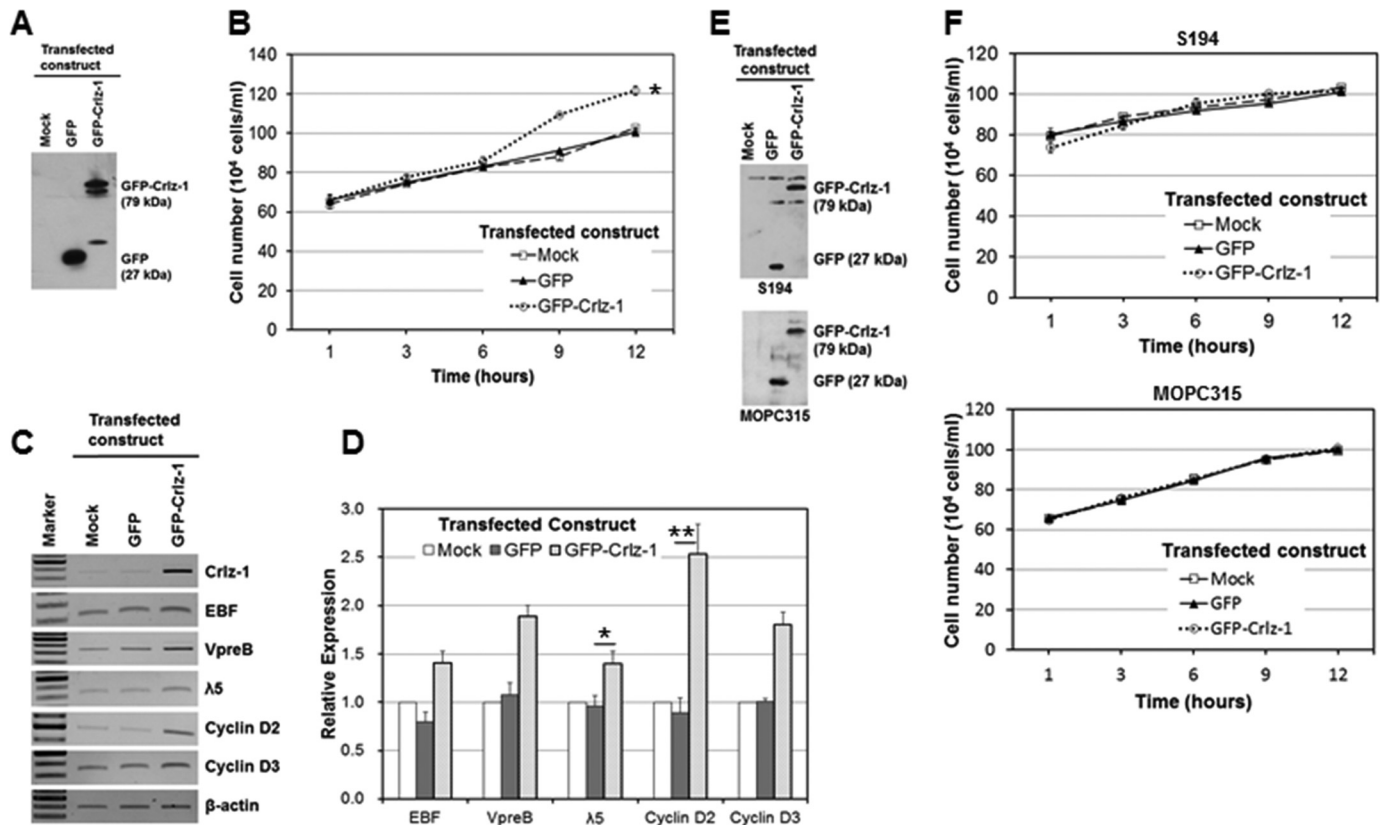 A
Transfected
construct
Mock
GFP
GFP-Crlz-1
GFP-Crlz-1
(79 kDa)
GFP
(27 kDa)
B
Cell number (10⁴ cells/ml)
140
120
100
80
60
40
20
0
*
Transfected construct
Mock
GFP
GFP-Crlz-1
1 3 6 9 12
Time (hours)
C
Transfected
construct
Marker
Mock
GFP
GFP-Crlz-1
Crlz-1
EBF
VpreB
λ5
Cyclin D2
Cyclin D3
β-actin
D
Relative Expression
3.0
2.5
2.0
1.5
1.0
0.5
0.0
Transfected Construct
Mock GFP GFP-Crlz-1
*
**
EBF VpreB λ5 Cyclin D2 Cyclin D3
E
Transfected
construct
Mock
GFP
GFP-Crlz-1
GFP-Crlz-1
(79 kDa)
GFP (27 kDa)
S194
GFP-Crlz-1
(79 kDa)
GFP (27 kDa)
MOPC315
F
S194
Cell number (10⁴ cells/ml)
120
100
80
60
40
20
0
Transfected construct
Mock
GFP
GFP-Crlz-1
1 3 6 9 12
Time (hours)
MOPC315
Cell number (10⁴ cells/ml)
120
100
80
60
40
20
0
Transfected construct
Mock
GFP
GFP-Crlz-1
1 3 6 9 12
Time (hours)